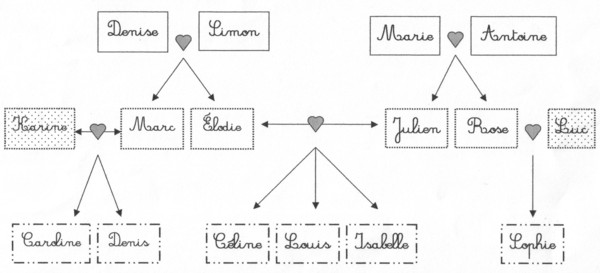 Denise Simon Marie Antoine
Karine Marc Élodie Julien Rose Luc
Caroline Denis Céline Louis Isabelle Sophie